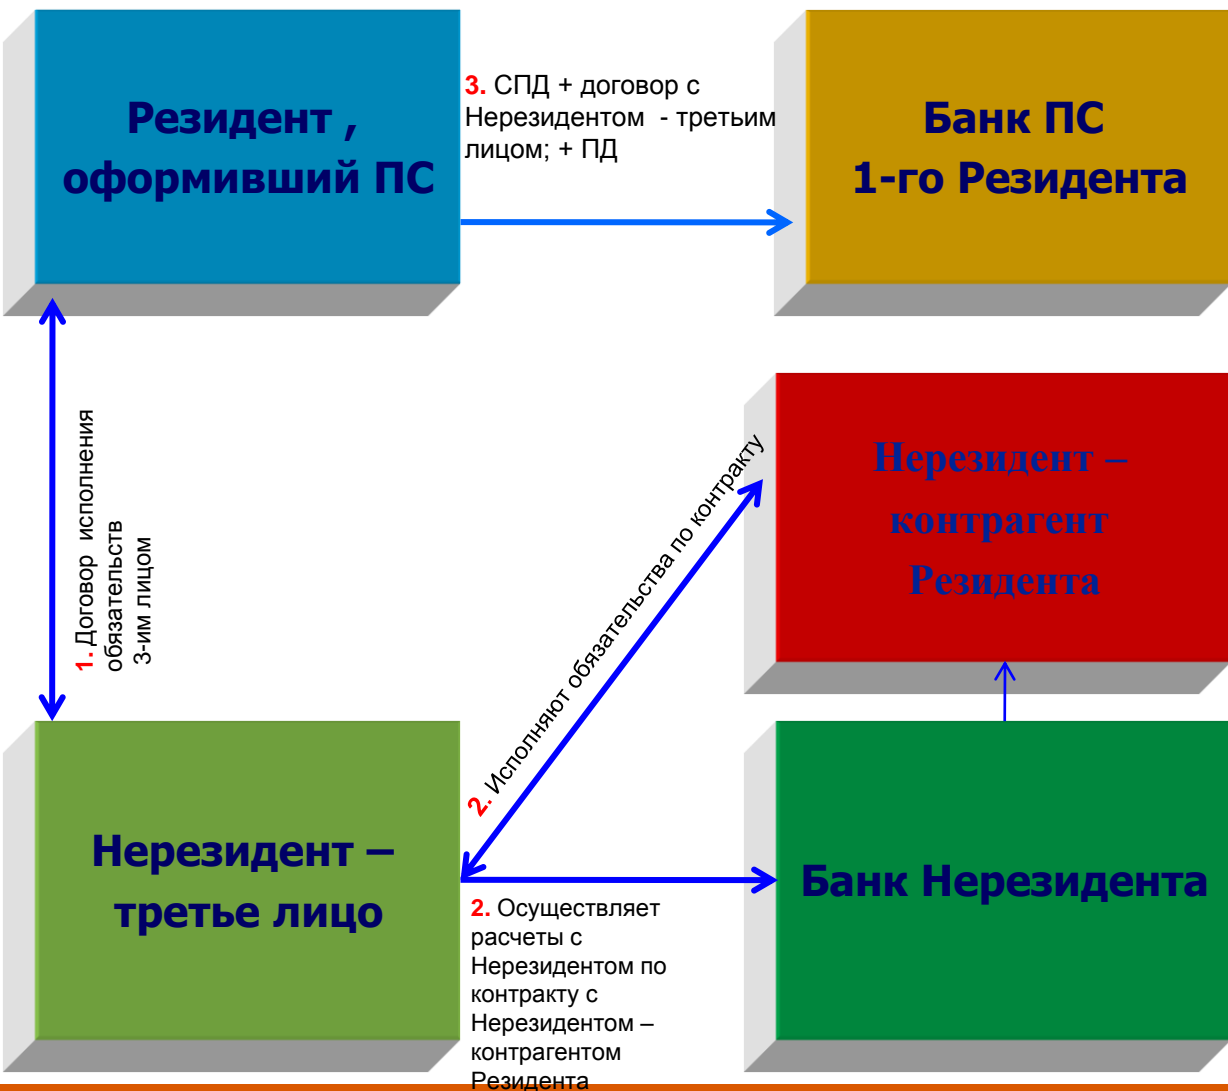 Резидент ,
оформивший ПС
3. СПД + договор с
Нерезидентом - третьим
лицом; + ПД
Банк ПС
1-го Резидента
1. Договор исполнения
обязательств
3-им лицом
2. Исполняют обязательства по контракту
Нерезидент –
контрагент
Резидента
Нерезидент –
третье лицо
2. Осуществляет
расчеты с
Нерезидентом по
контракту с
Нерезидентом –
контрагентом
Резидента
Банк Нерезидента